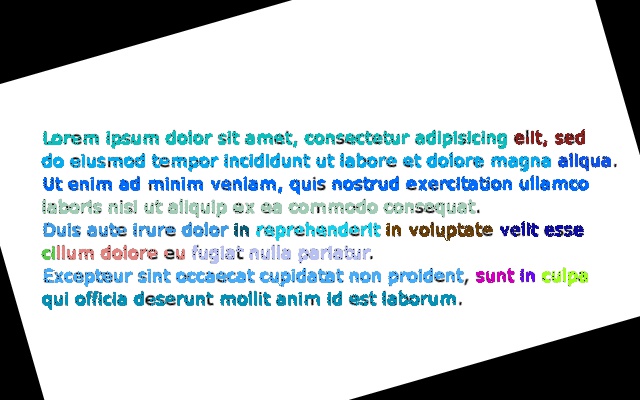 Lorem ipsum dolor sit amet, consectetur adipisicing elit, sed
do eiusmod tempor incididunt ut labore et dolore magna aliqua.
Ut enim ad minim veniam, quis nostrud exercitation ullamco
laboris nisi ut aliquip ex ea commodo consequat.
Duis aute irure dolor in reprehenderit in voluptate velit esse
cillum dolore eu fugiat nulla pariatur.
Excepteur sint occaecat cupidatat non proident, sunt in culpa
qui officia deserunt mollit anim id est laborum.